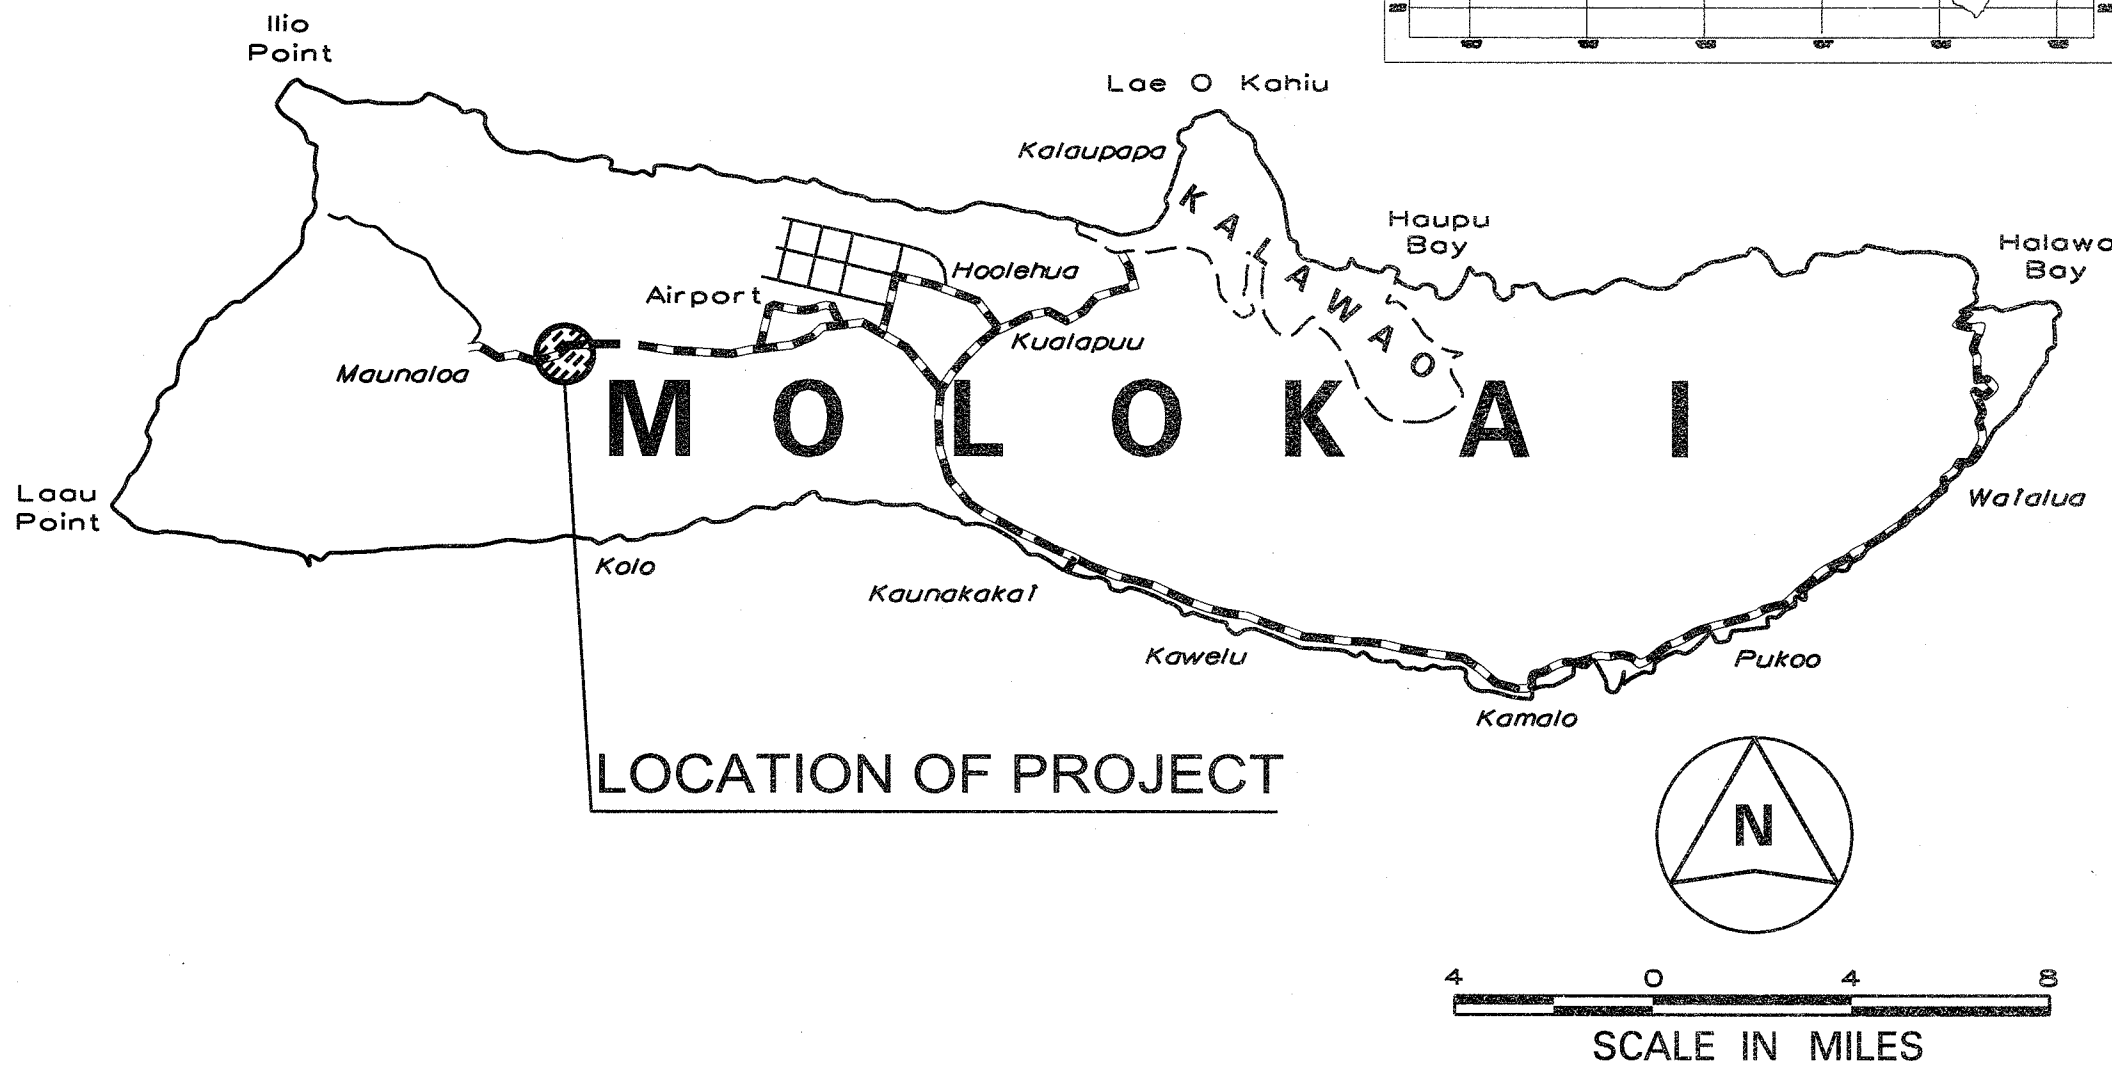 Ilio
Point
Lae O Kahiu
Kalaupapa
KALAWAO
Haupu
Bay
Halawa
Bay
Hoolehua
Airport
Kualapuu
Maunaloa
MOLOKAI
Laau
Point
Waialua
Kolo
Kaunakakai
Kawelu
Pukoo
Kamalo
LOCATION OF PROJECT
N
4 0 4 8
SCALE IN MILES